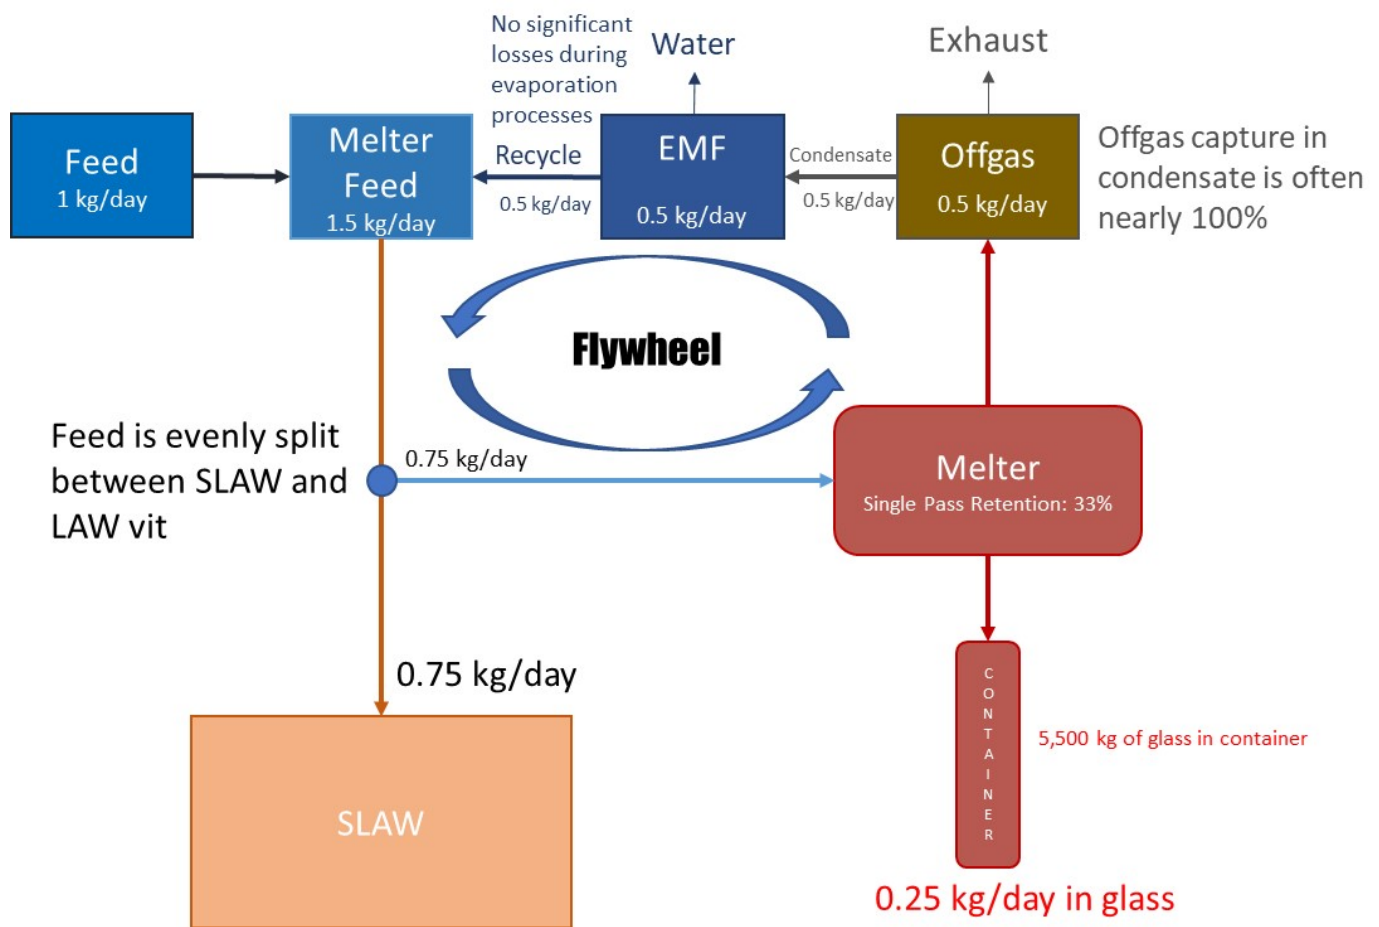 No significant
losses during
evaporation
processes
Water
Exhaust
Feed
1 kg/day
Melter
Feed
1.5 kg/day
Recycle
0.5 kg/day
EMF
0.5 kg/day
Condensate
0.5 kg/day
Offgas
0.5 kg/day
Offgas capture in
condensate is often
nearly 100%
Flywheel
Feed is evenly split
between SLAW and
LAW vit
0.75 kg/day
Melter
Single Pass Retention: 33%
0.75 kg/day
SLAW
CONTAINER
5,500 kg of glass in container
0.25 kg/day in glass